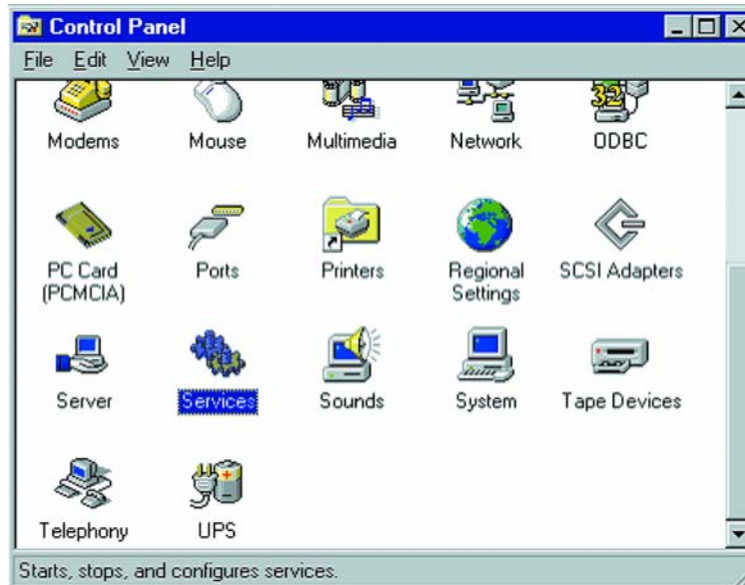 Control Panel
File Edit View Help
Modems
Mouse
Multimedia
Network
32
ODBC
PC Card
(PCMCIA)
Ports
Printers
Regional
Settings
SCSI Adapters
Server
Services
Sounds
System
Tape Devices
Telephony
UPS
Starts, stops, and configures services.